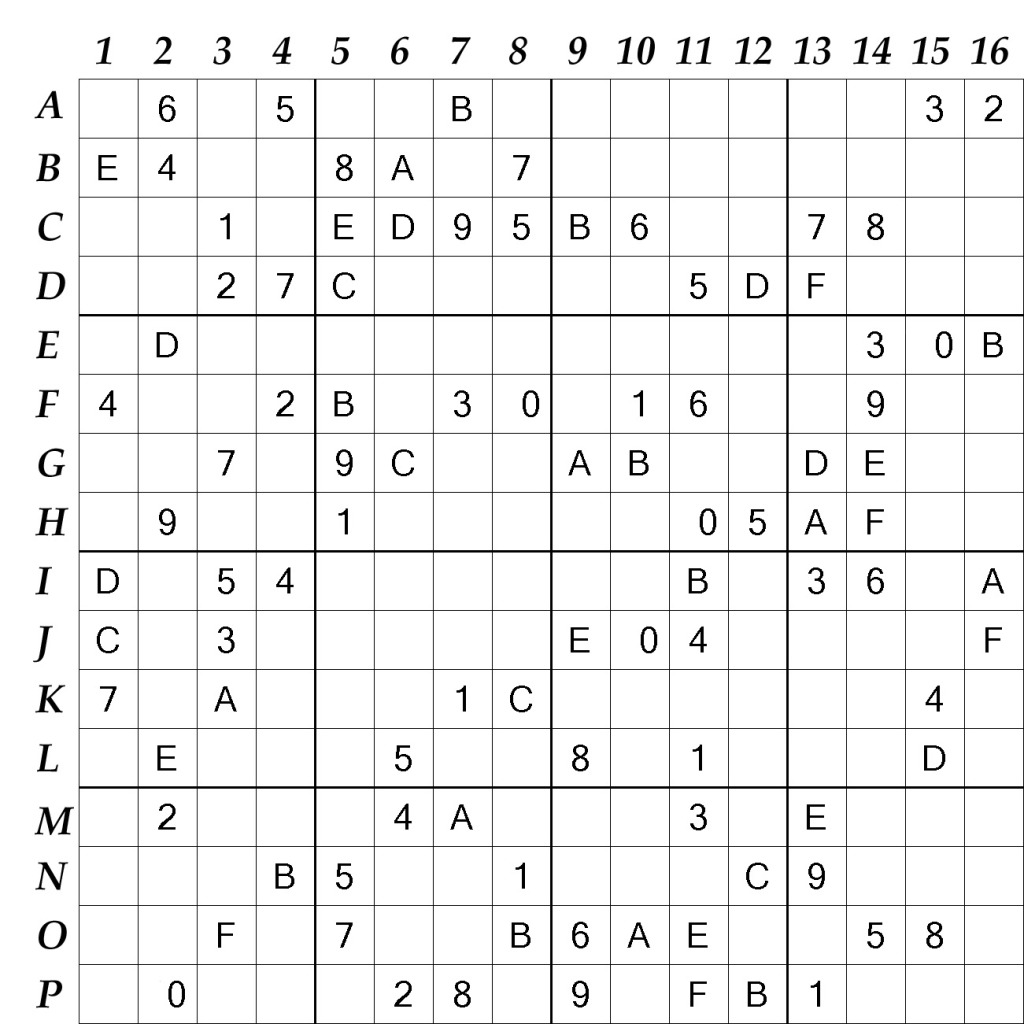 1 2 3 4 5 6 7 8 9 10 11 12 13 14 15 16
A 6 5 B 3 2
B E 4 8 A 7
C 1 E D 9 5 B 6 7 8
D 2 7 C 5 D F
E D 3 0 B
F 4 2 B 3 0 1 6 9
G 7 9 C A B D E
H 9 1 0 5 A F
I D 5 4 B 3 6 A
J C 3 E 0 4 F
K 7 A 1 C 4
L E 5 8 1 D
M 2 4 A 3 E
N B 5 1 C 9
O F 7 B 6 A E 5 8
P 0 2 8 9 F B 1